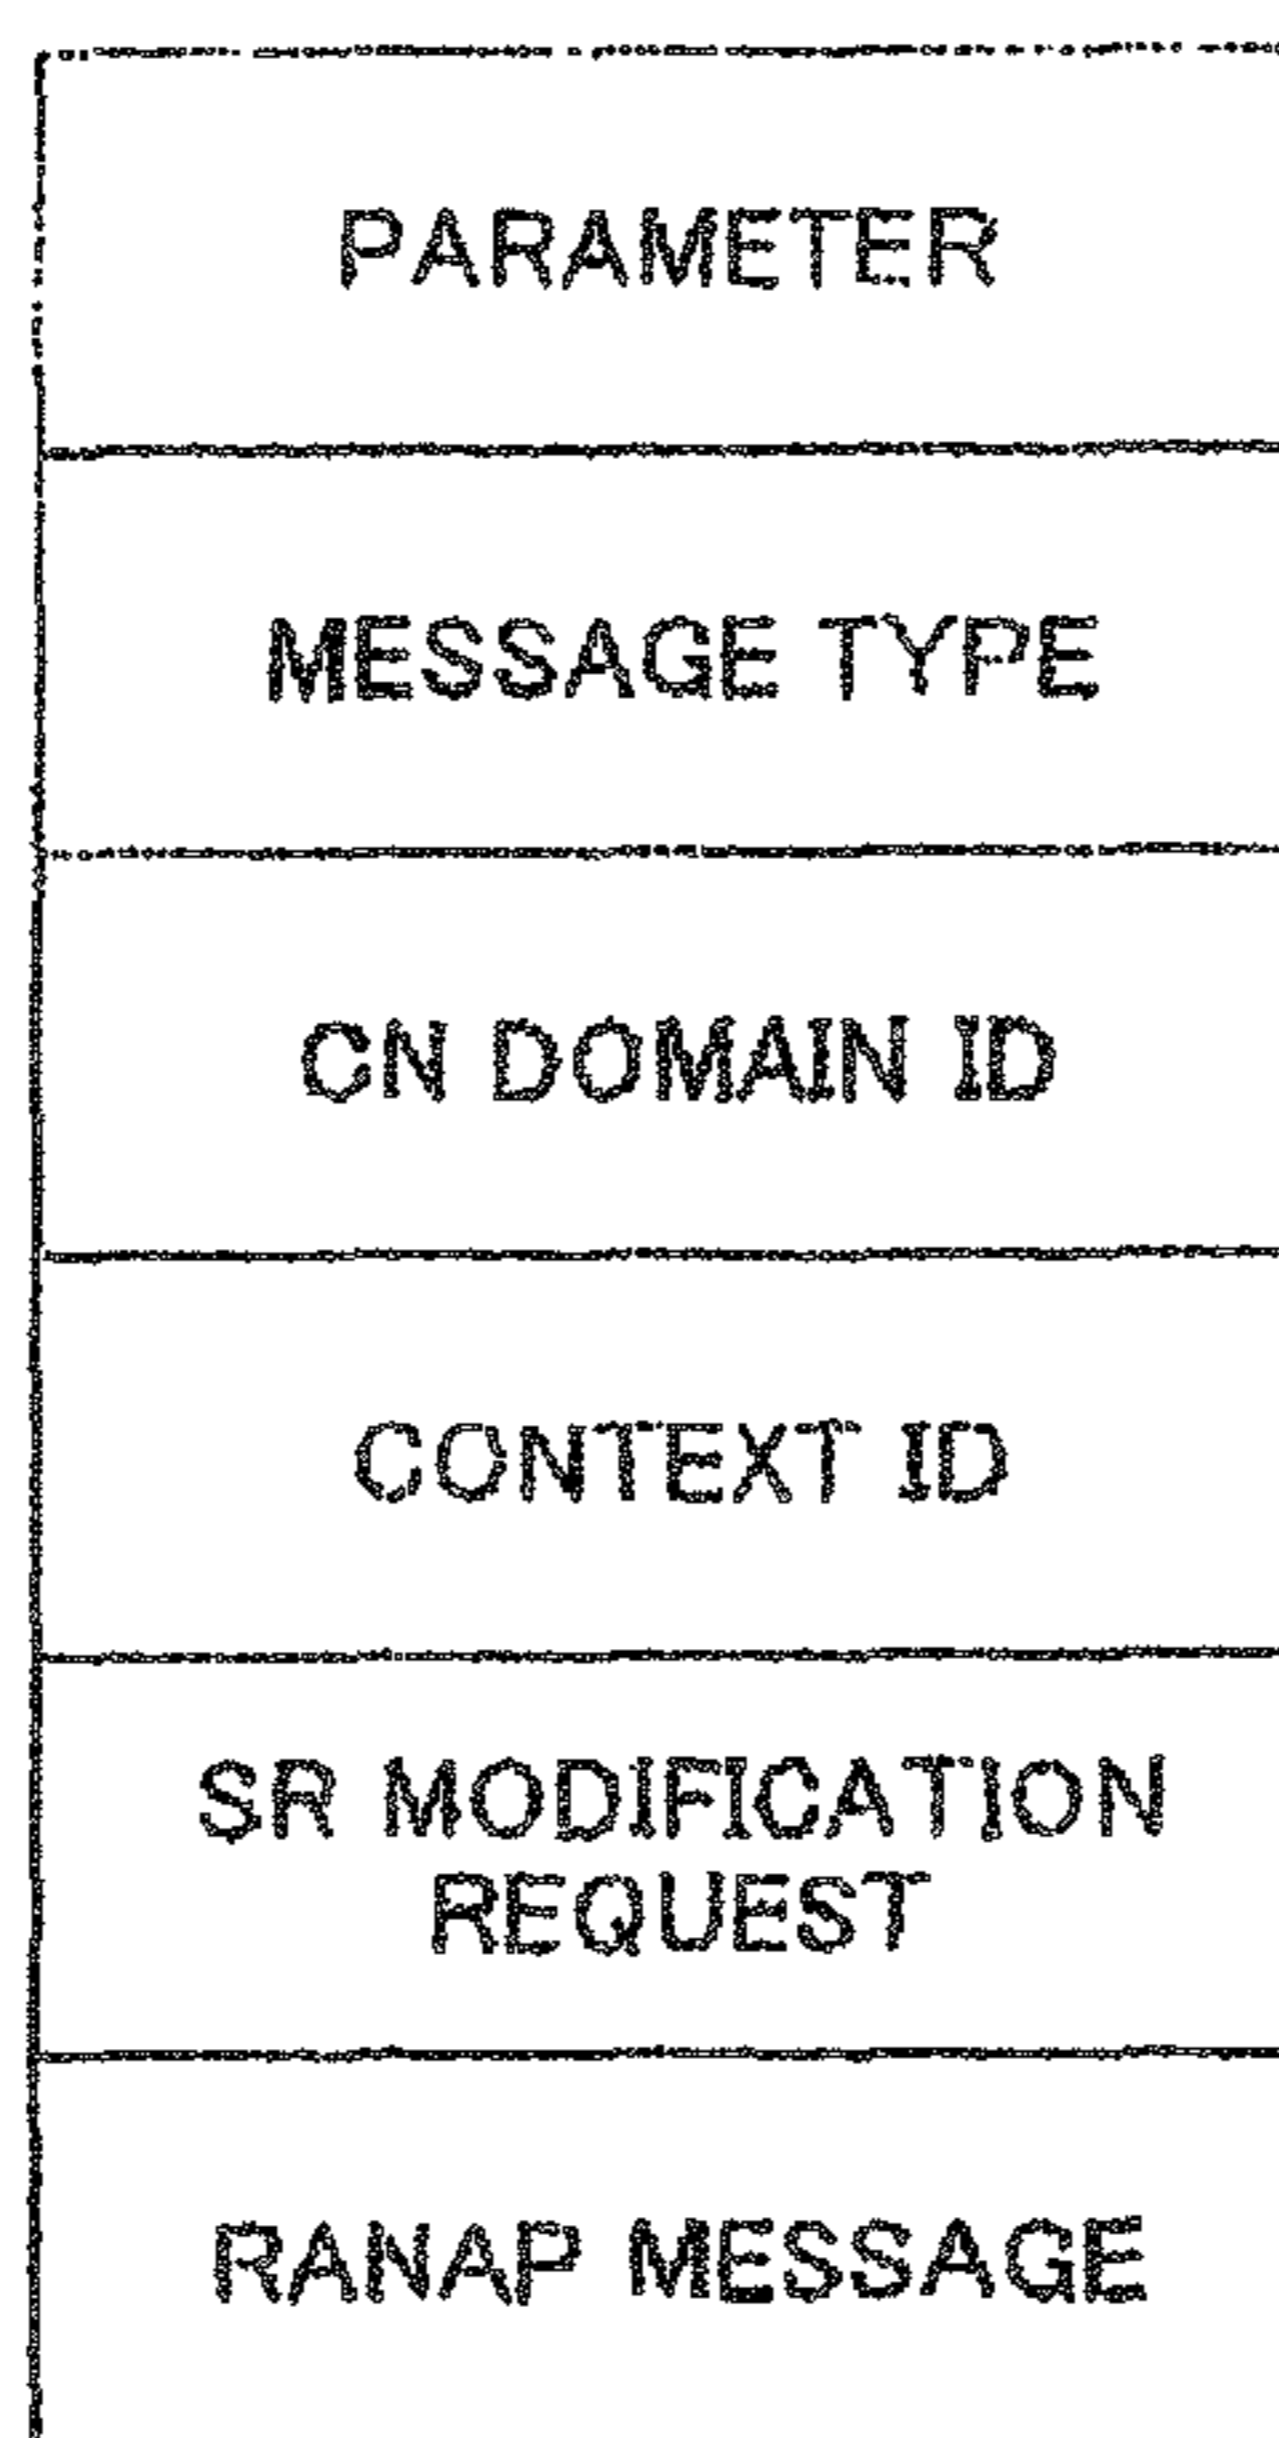 PARAMETER
MESSAGE TYPE
CN DOMAIN ID
CONTEXT ID
SR MODIFICATION
REQUEST
RANAP MESSAGE